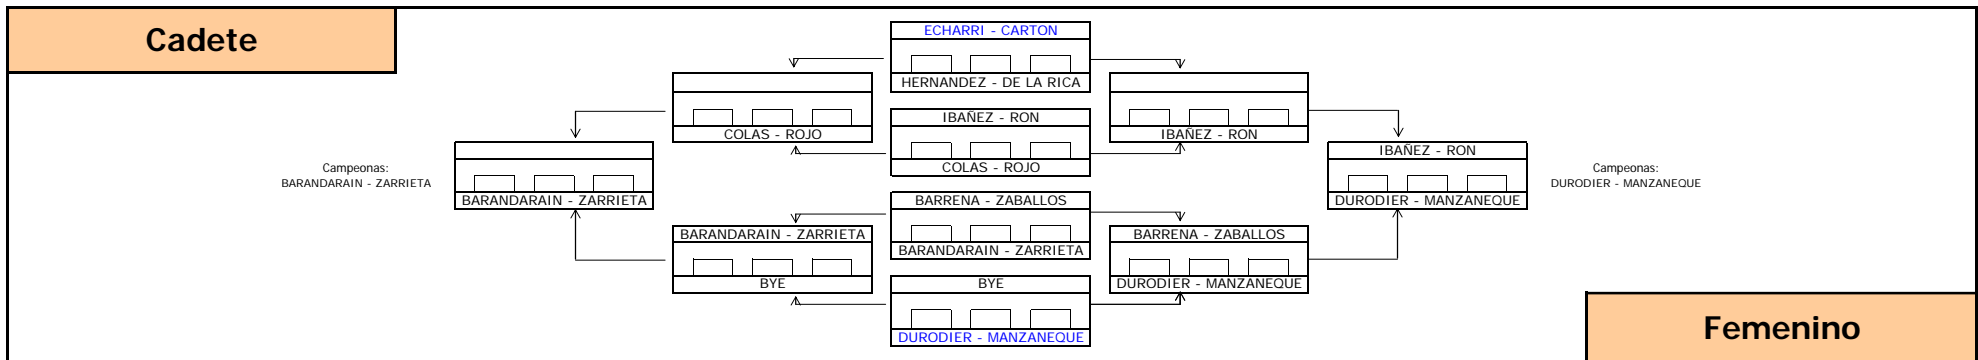 Cadete
ECHARRI - CARTON
HERNANDEZ - DE LA RICA
COLAS - ROJO
IBAÑEZ - RON
IBAÑEZ - RON
COLAS - ROJO
IBAÑEZ - RON
Campeonas:
BARANDARAIN - ZARRIETA
BARANDARAIN - ZARRIETA
Campeonas:
DURODIER - MANZANEQUE
DURODIER - MANZANEQUE
BARRENA - ZABALLOS
BARANDARAIN - ZARRIETA
BARANDARAIN - ZARRIETA
BARRENA - ZABALLOS
BYE
BYE
DURODIER - MANZANEQUE
DURODIER - MANZANEQUE
Femenino